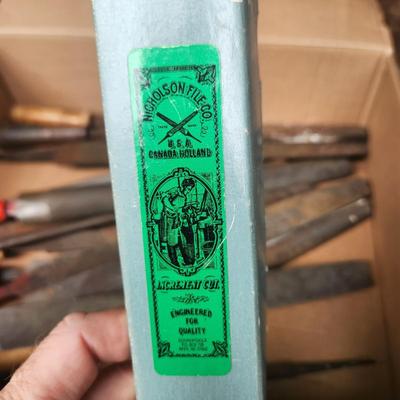 NICHOLSON FILE CO.
U.S.A.
CANADA HOLLAND
INCREMENT CUT.
ENGINEERED
FOR
QUALITY